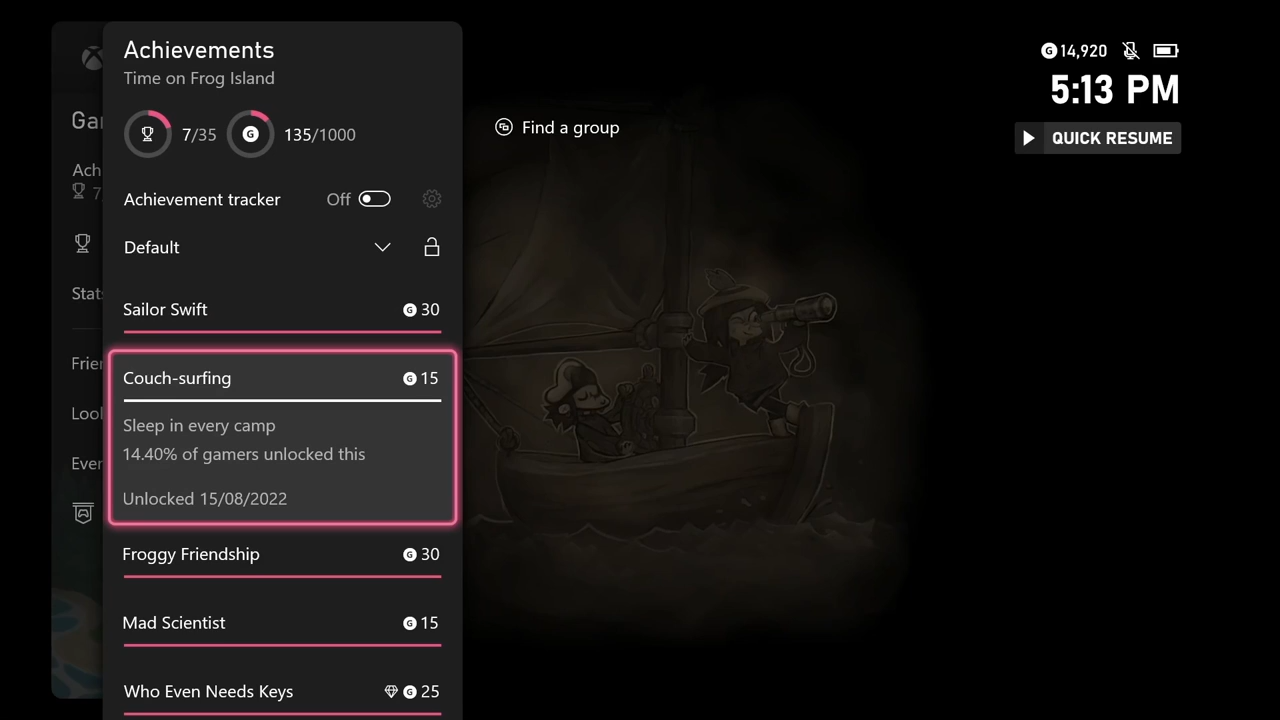 Achievements
Time on Frog Island
7/35
135/1000
Achievement tracker
Off
Default
Sailor Swift
G 30
Couch-surfing
G 15
Sleep in every camp
14.40% of gamers unlocked this
Unlocked 15/08/2022
Froggy Friendship
G 30
Mad Scientist
G 15
Who Even Needs Keys
G 25
Find a group
G 14,920
5:13 PM
QUICK RESUME